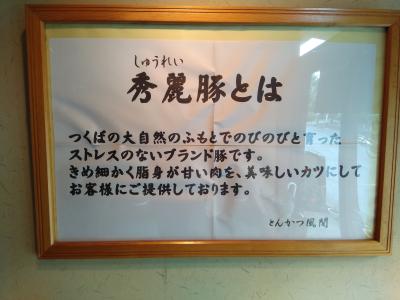 しゅうれい
秀麗豚とは
つくばの大自然のふもとでのびのびと育った
ストレスのないブランド豚です。
きめ細かく脂身が甘い肉を、美味しいカツにして
お客様にご提供しております。
とんかつ風間